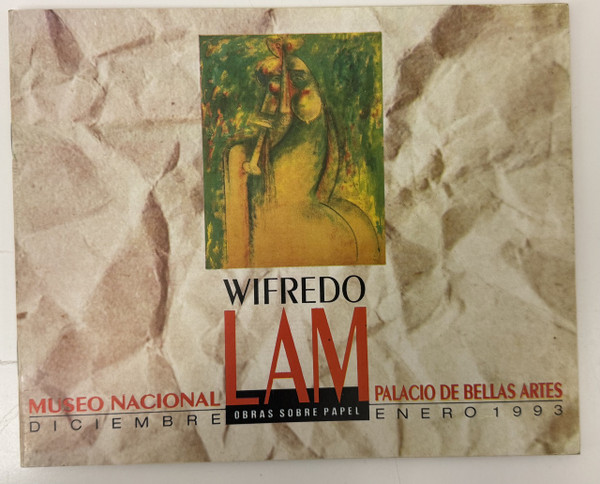 WIFREDO
LAM
MUSEO NACIONAL PALACIO DE BELLAS ARTES
OBRAS SOBRE PAPEL
DICIEMBRE ENERO 1993